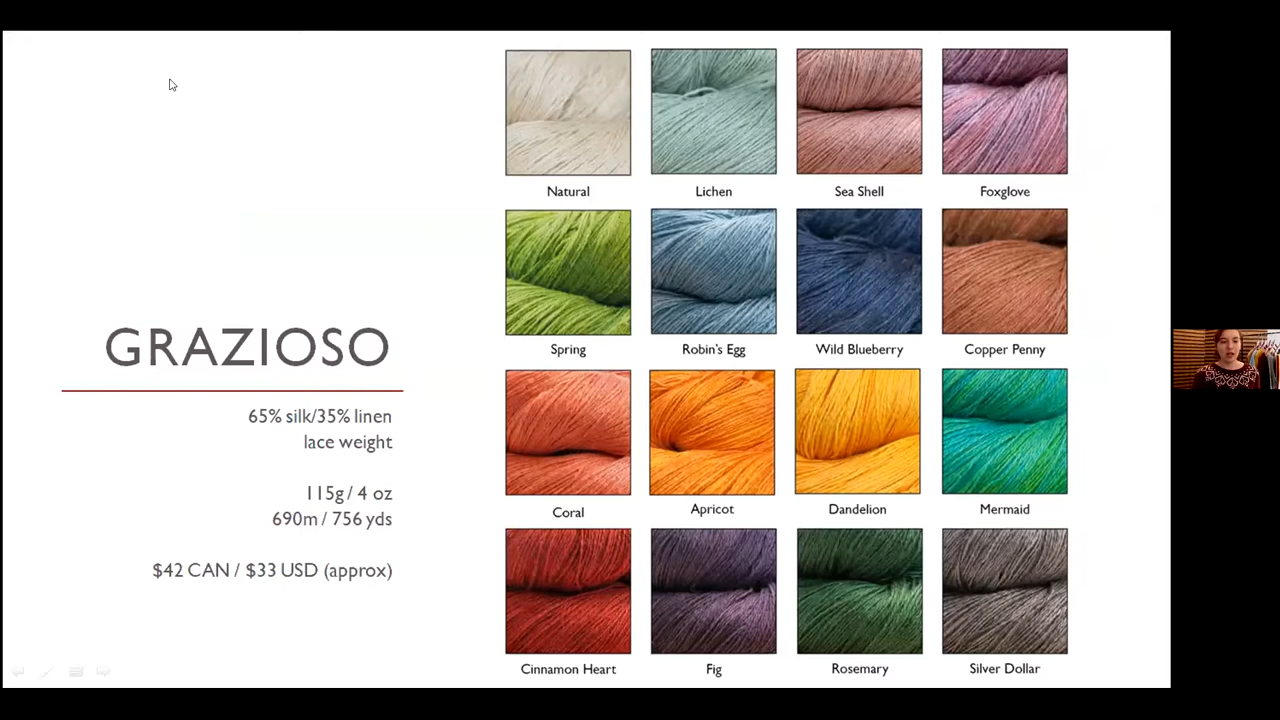 GRAZIOSO
65% silk/35% linen
lace weight
115g / 4 oz
690m / 756 yds
$42 CAN / $33 USD (approx)
Natural
Lichen
Sea Shell
Foxglove
Spring
Robin's Egg
Wild Blueberry
Copper Penny
Coral
Apricot
Dandelion
Mermaid
Cinnamon Heart
Fig
Rosemary
Silver Dollar